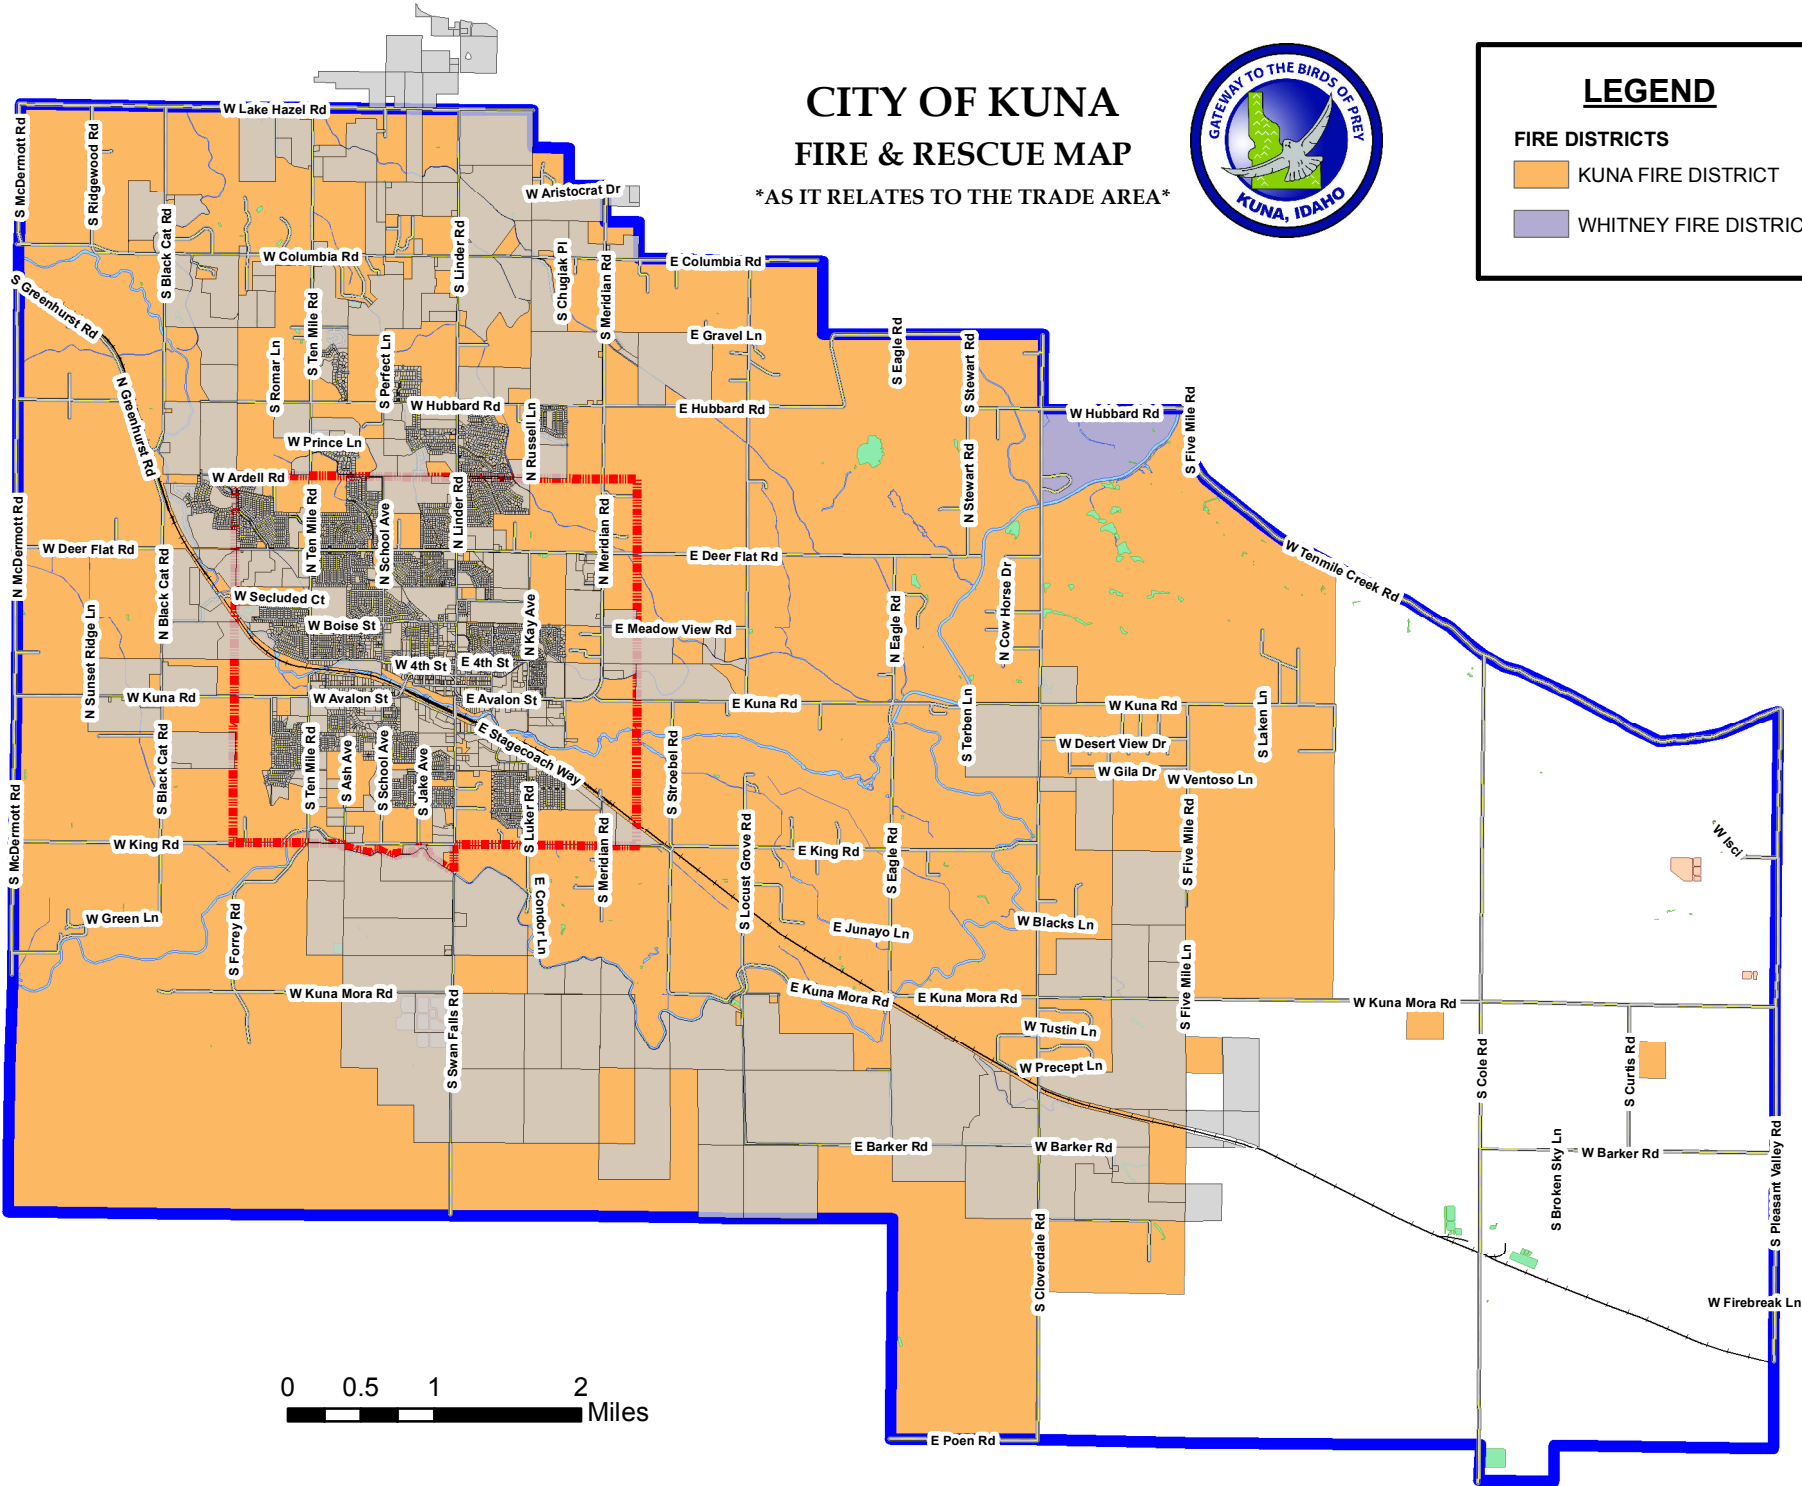 CITY OF KUNA
FIRE & RESCUE MAP
*AS IT RELATES TO THE TRADE AREA*
GATEWAY TO THE BIRDS OF PREY
KUNA, IDAHO
LEGEND
FIRE DISTRICTS
KUNA FIRE DISTRICT
WHITNEY FIRE DISTRIC
W Lake Hazel Rd
S McDermott Rd
S Ridgewood Rd
S Black Cat Rd
W Aristocrat Dr
S Linder Rd
S Chugiak Pl
S Meridian Rd
W Columbia Rd
E Columbia Rd
S Greenhurst Rd
S Ten Mile Rd
S Romar Ln
S Perfect Ln
E Gravel Ln
S Eagle Rd
S Stewart Rd
N Greenhurst Rd
W Hubbard Rd
E Hubbard Rd
W Hubbard Rd
S Five Mile Rd
N Russell Ln
W Prince Ln
W Ardell Rd
N Ten Mile Rd
N School Ave
N Linder Rd
N Meridian Rd
N Stewart Rd
N McDermott Rd
W Deer Flat Rd
N Black Cat Rd
E Deer Flat Rd
W Tenmile Creek Rd
W Secluded Ct
N Sunset Ridge Ln
W Boise St
N Kay Ave
E Meadow View Rd
N Eagle Rd
N Cow Horse Dr
W 4th St
E 4th St
W Kuna Rd
W Avalon St
E Avalon St
E Kuna Rd
S Terben Ln
W Kuna Rd
S Laken Ln
E Stagecoach Way
W Desert View Dr
W Gila Dr
W Ventoso Ln
S Black Cat Rd
S Ten Mile Rd
S Ash Ave
S School Ave
S Jake Ave
S Luker Rd
S Meridian Rd
S Stroebel Rd
S Locust Grove Rd
S Eagle Rd
S Five Mile Rd
S McDermott Rd
W King Rd
E King Rd
W Isci
W Green Ln
S Forrey Rd
E Condor Ln
E Junayo Ln
W Blacks Ln
S Five Mile Ln
W Kuna Mora Rd
S Swan Falls Rd
E Kuna Mora Rd
E Kuna Mora Rd
W Kuna Mora Rd
W Tustin Ln
W Precept Ln
S Cole Rd
S Curtis Rd
E Barker Rd
W Barker Rd
W Barker Rd
S Broken Sky Ln
S Pleasant Valley Rd
S Cloverdale Rd
W Firebreak Ln
0 0.5 1 2
Miles
E Poen Rd